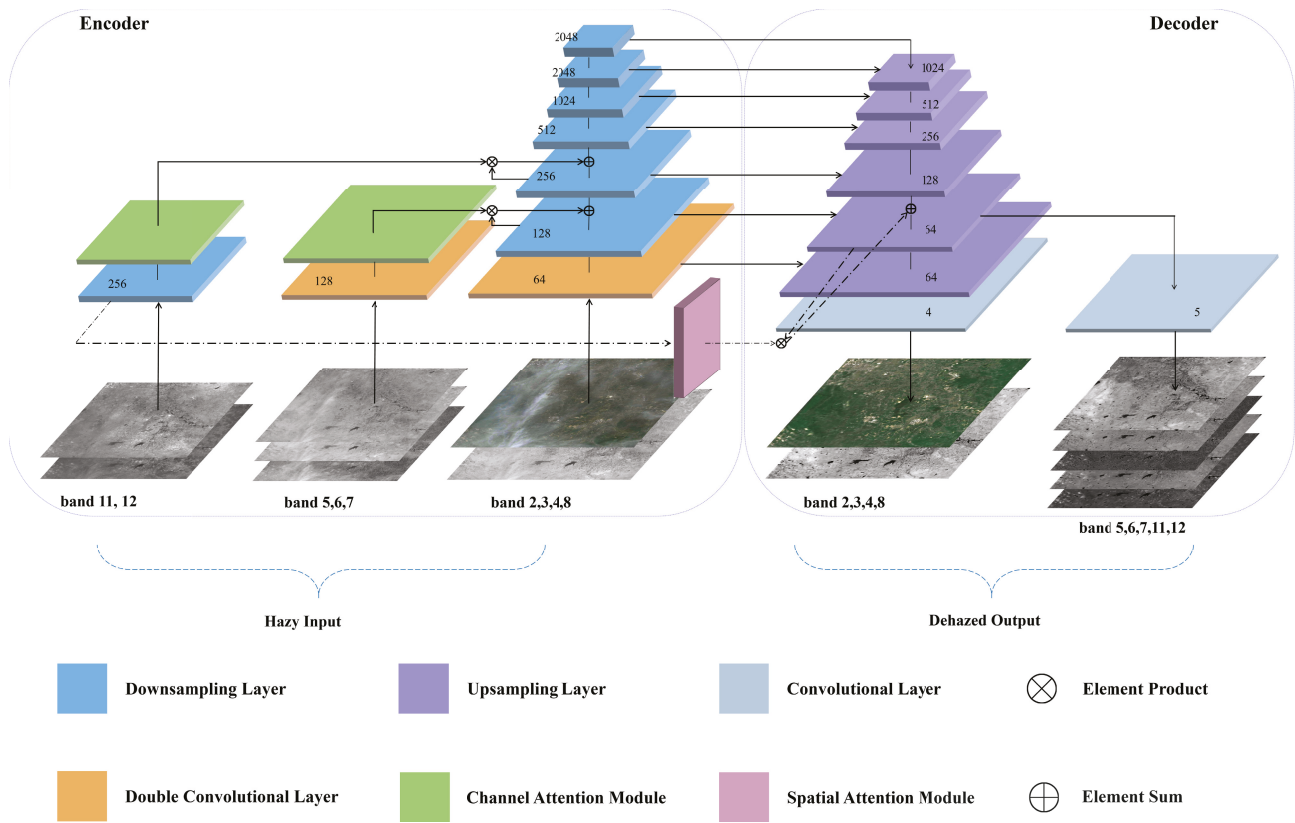 Encoder
Decoder
2048
2048
1024
512
256
128
64
256
128
1024
512
256
128
64
64
4
5
band 11, 12
band 5,6,7
band 2,3,4,8
band 2,3,4,8
band 5,6,7,11,12
Hazy Input
Dehazed Output
Downsampling Layer
Upsampling Layer
Convolutional Layer
Element Product
Double Convolutional Layer
Channel Attention Module
Spatial Attention Module
Element Sum